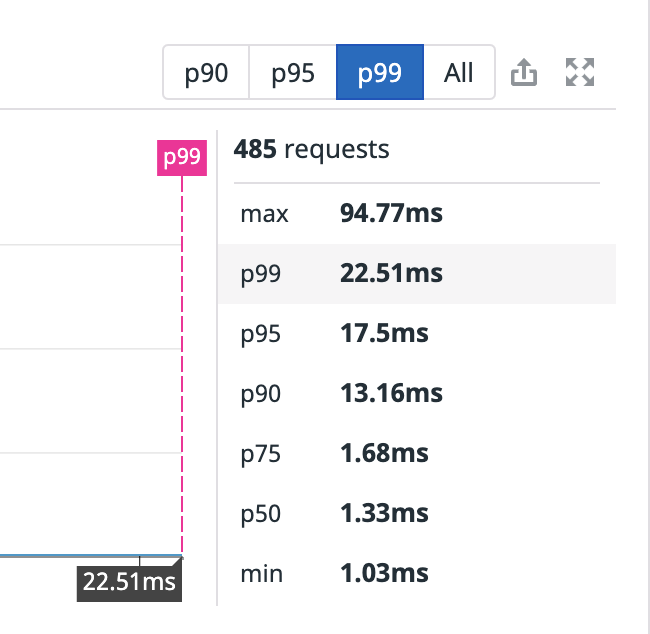 p90 p95 p99 All
p99
485 requests
max 94.77ms
p99 22.51ms
p95 17.5ms
p90 13.16ms
p75 1.68ms
p50 1.33ms
min 1.03ms
22.51ms